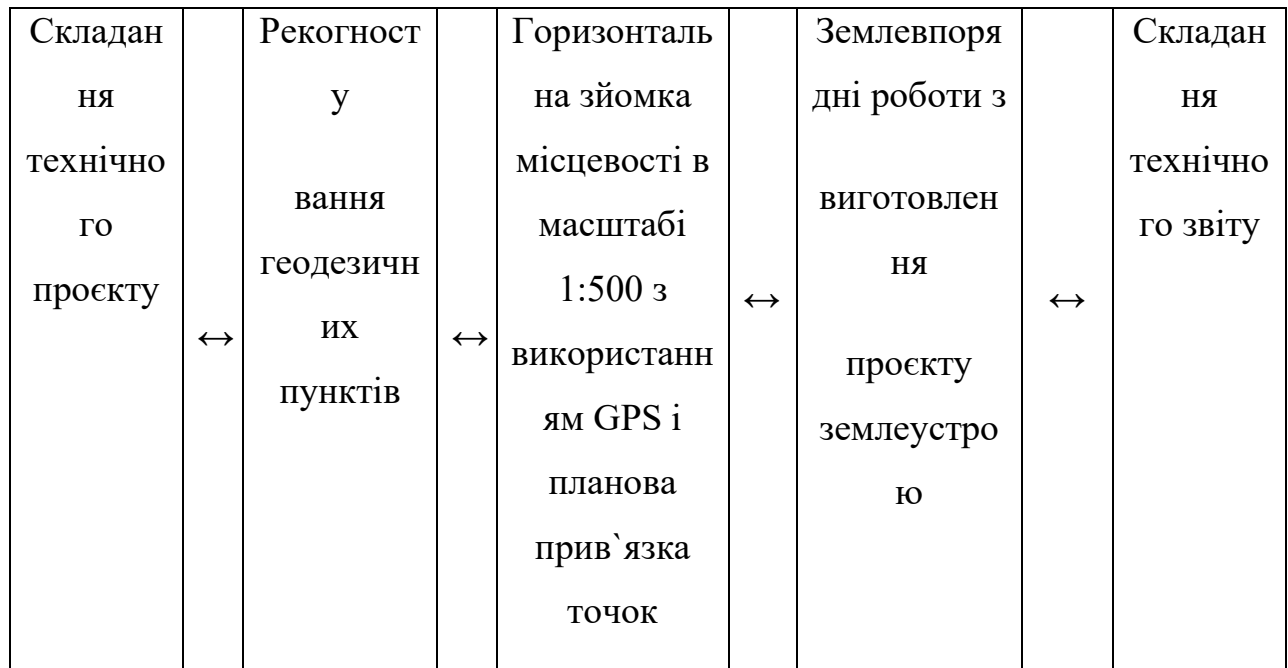 Складан
ня
технічно
го
проєкту
↔
Рекогност
у
вання
геодезичн
их
пунктів
↔
Горизонталь
на зйомка
місцевості в
масштабі
1:500 з
використанн
ям GPS і
планова
прив`язка
точок
↔
Землевпоря
дні роботи з
виготовлен
ня
проєкту
землеустро
ю
↔
Складан
ня
технічно
го звіту